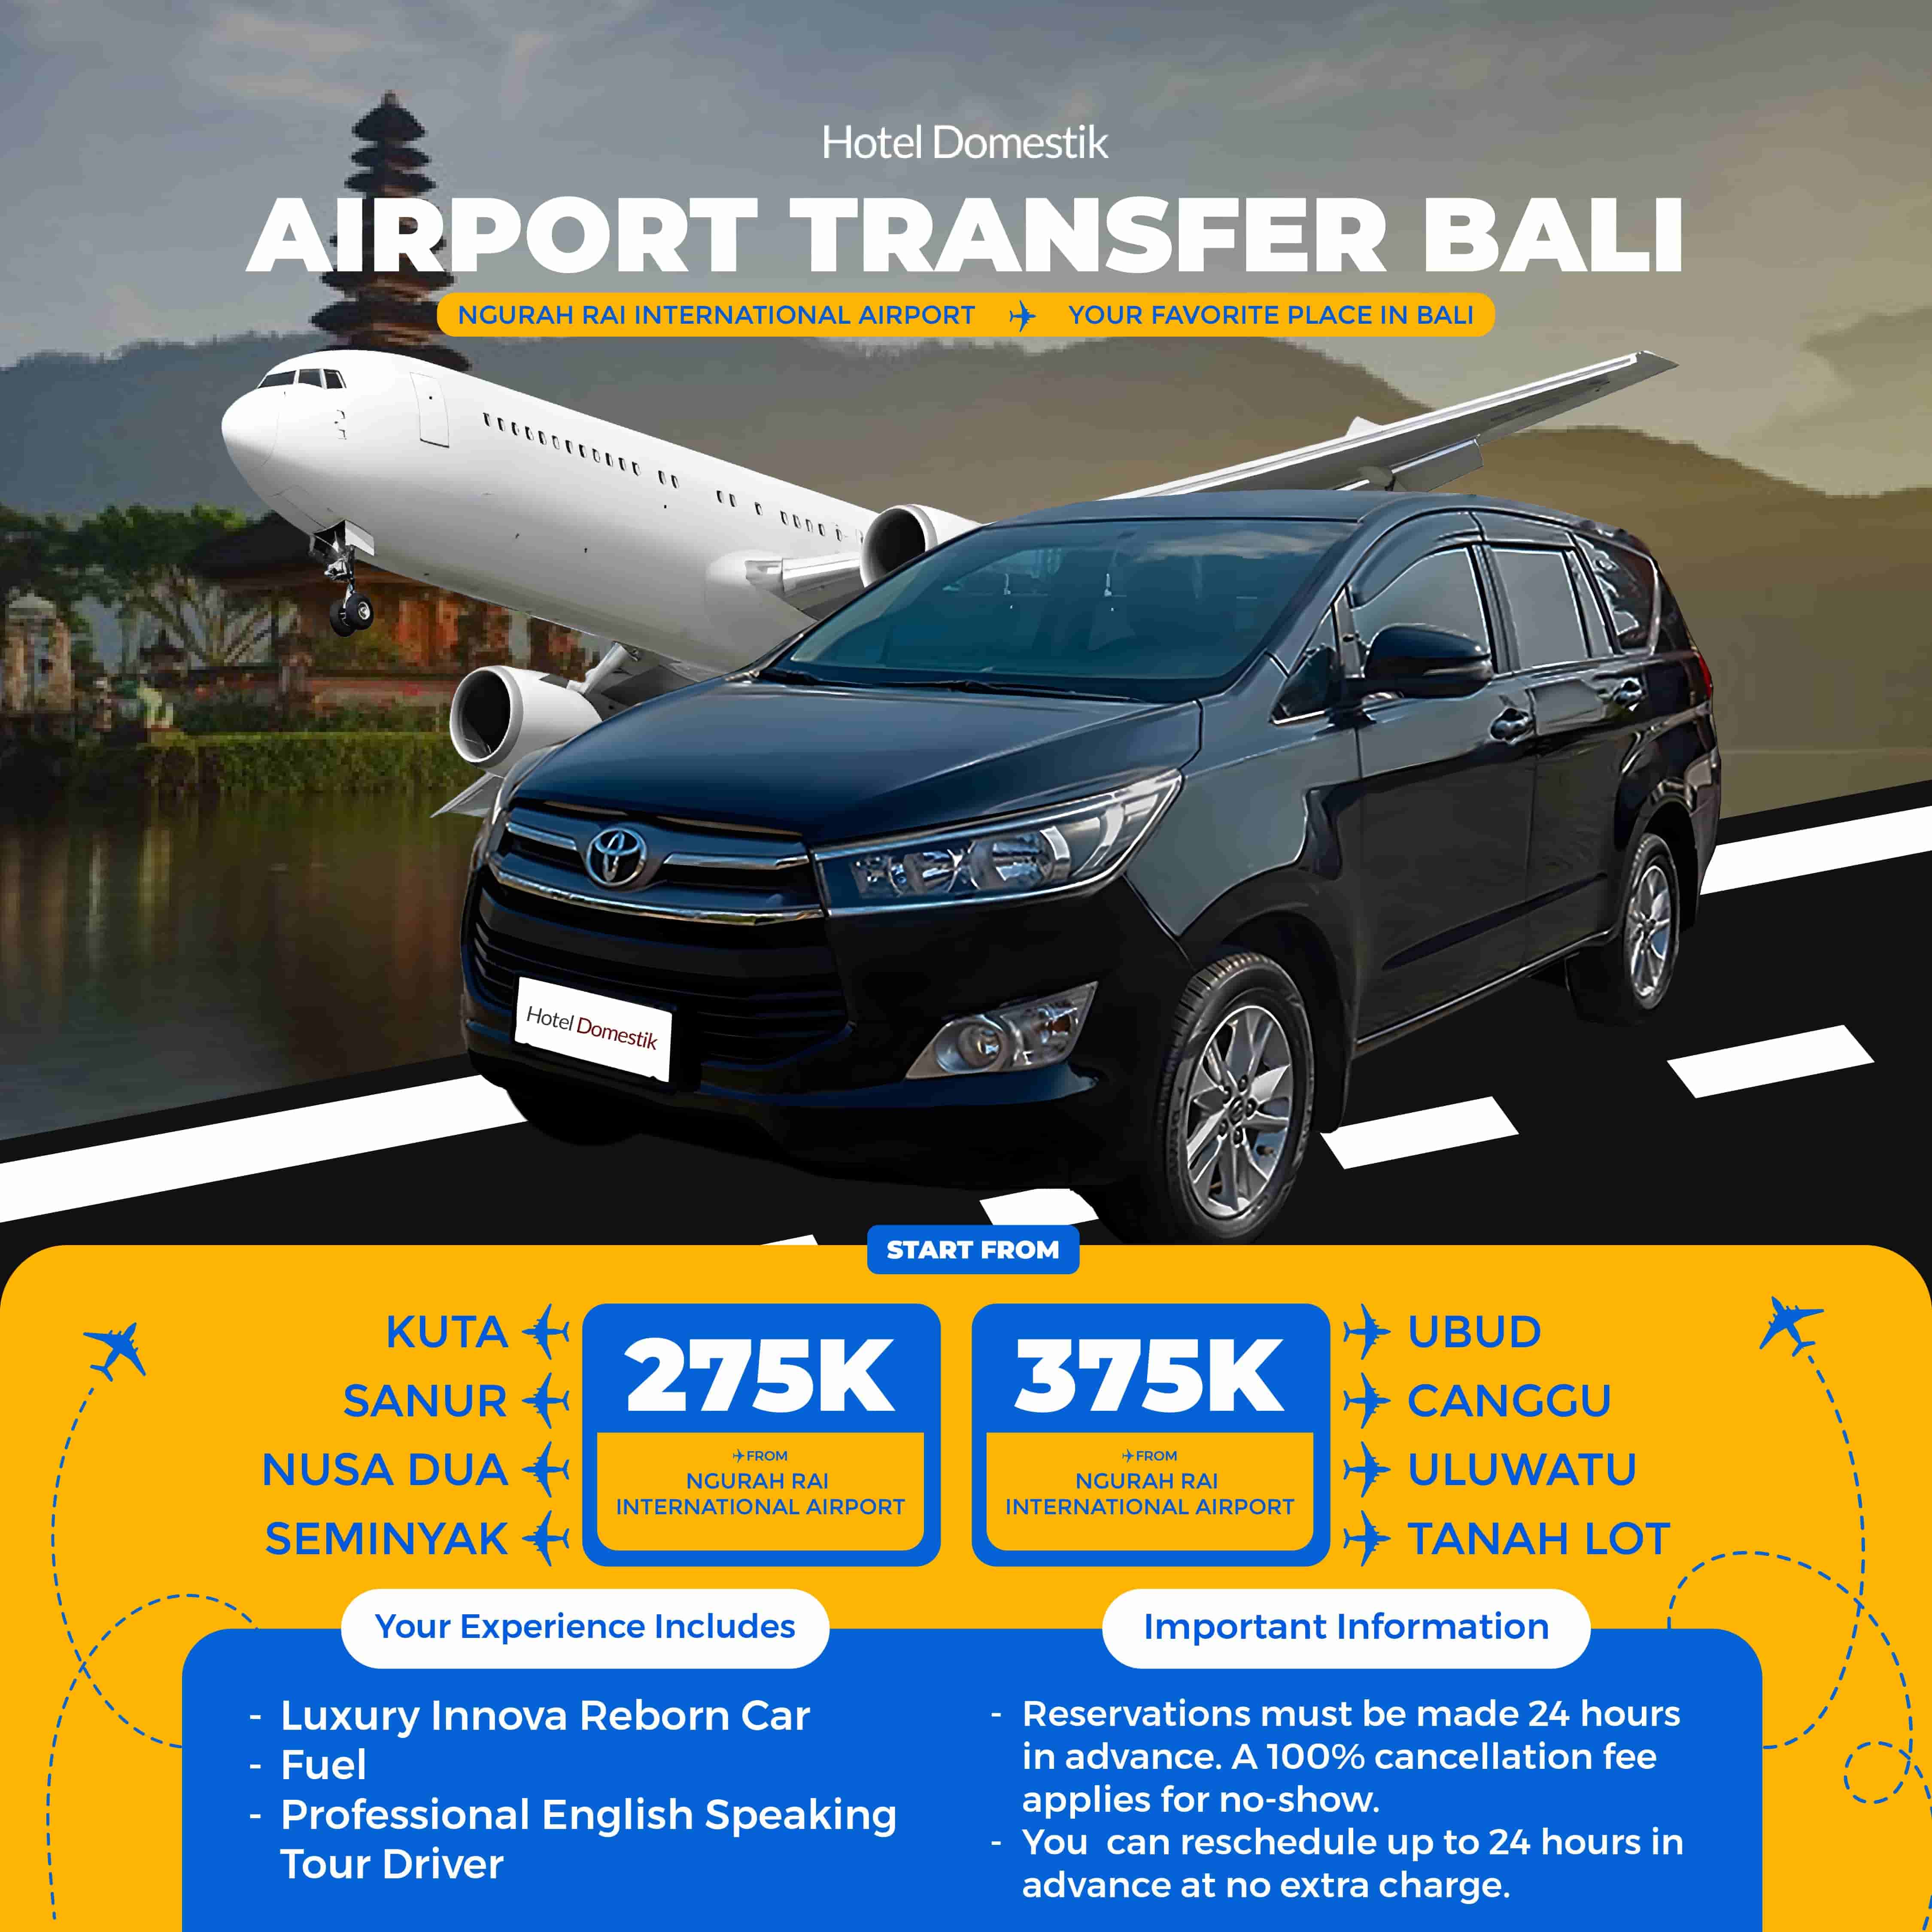 Hotel Domestik
AIRPORT TRANSFER BALI
NGURAH RAI INTERNATIONAL AIRPORT YOUR FAVORITE PLACE IN BALI
Hotel Domestik
START FROM
KUTA
SANUR
NUSA DUA
SEMINYAK
275K
FROM
NGURAH RAI
INTERNATIONAL AIRPORT
375K
FROM
NGURAH RAI
INTERNATIONAL AIRPORT
UBUD
CANGGU
ULUWATU
TANAH LOT
Your Experience Includes
- Luxury Innova Reborn Car
- Fuel
- Professional English Speaking
Tour Driver
Important Information
- Reservations must be made 24 hours
in advance. A 100% cancellation fee
applies for no-show.
- You  can reschedule up to 24 hours in
advance at no extra charge.